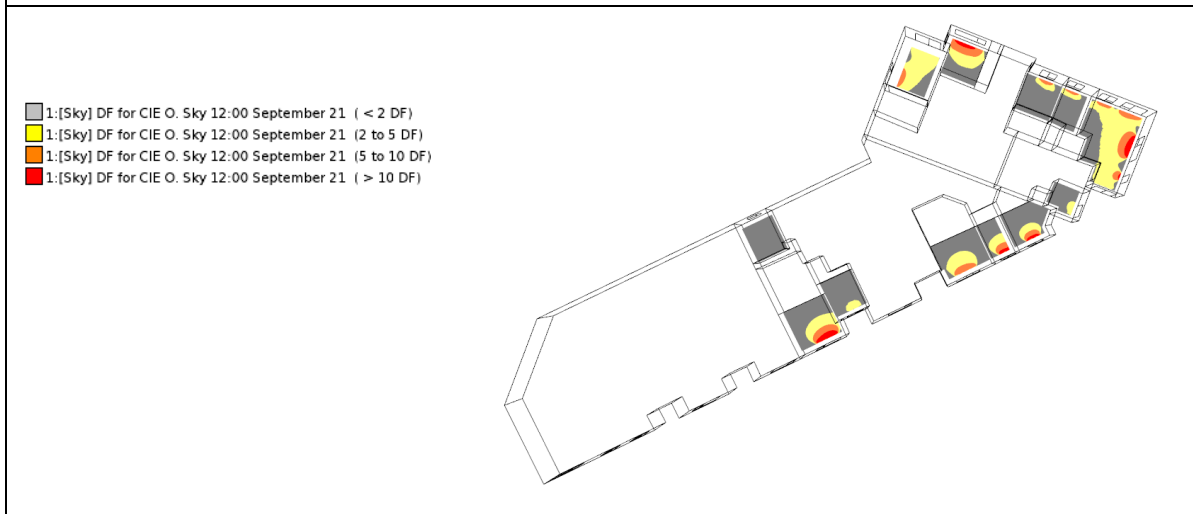 1:[Sky] DF for CIE O. Sky 12:00 September 21 ( < 2 DF)
1:[Sky] DF for CIE O. Sky 12:00 September 21 (2 to 5 DF)
1:[Sky] DF for CIE O. Sky 12:00 September 21 (5 to 10 DF)
1:[Sky] DF for CIE O. Sky 12:00 September 21 ( > 10 DF)